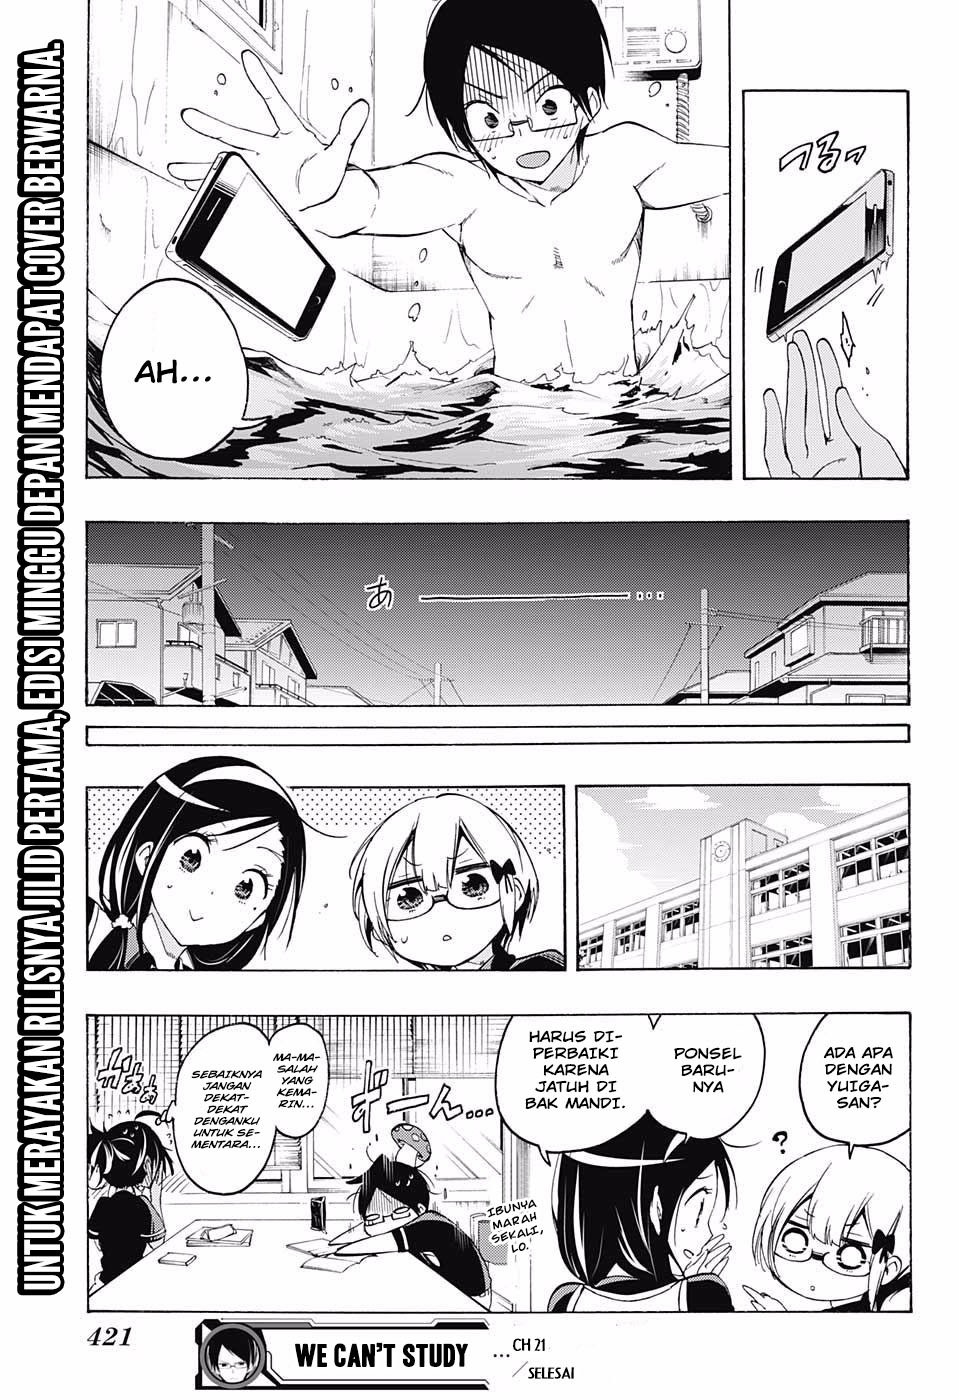 UNTUK MERAYAKAN RILISNYA JILID PERTAMA, EDISI MINGGU DEPAN MENDAPAT COVER BERWARNA.
つるっ
AH...
あ———...
ADA APA
DENGAN
YUIGA-
SAN?
PONSEL
BARU-
NYA
HARUS DI-
PERBAIKI
KARENA
JATUH DI
BAK MANDI.
IBUNYA
MARAH
SEKALI,
LO.
?
ずーん...
MA-MA-
SALAH
YANG
KEMA-
RIN...
SEBAIKNYA
JANGAN
DEKAT-
DEKAT
DENGANKU
UNTUK SE-
MENTARA...
421
WE CAN'T STUDY
... CH 21
/ SELESAI